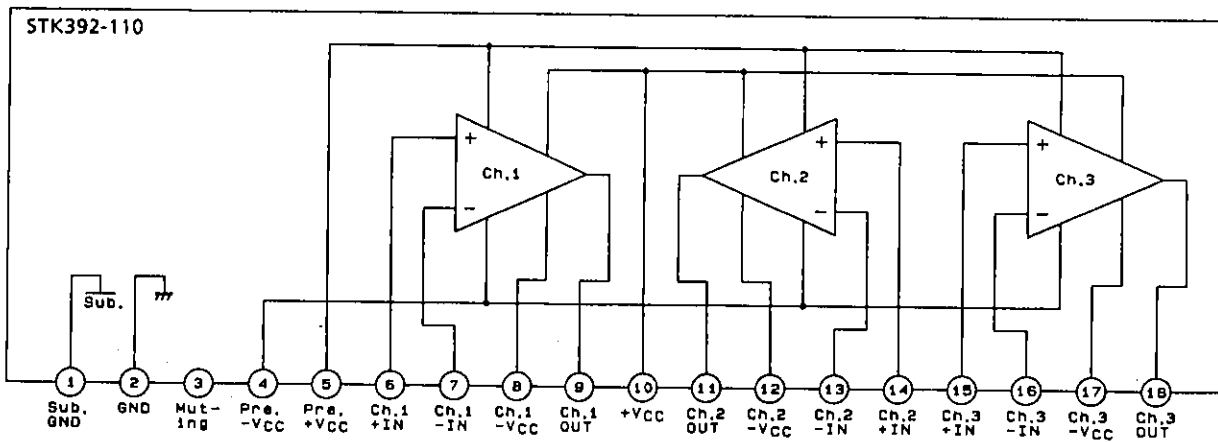 STK392-110
+
Ch.1
−
+
Ch.2
−
+
Ch.3
−
Sub.
1
2
3
4
5
6
7
8
9
10
11
12
13
14
15
16
17
18
Sub.
GND
GND
Mut-
ing
Pre.
-VCC
Pre.
+VCC
Ch.1
+IN
Ch.1
-IN
Ch.1
-VCC
Ch.1
OUT
+VCC
Ch.2
OUT
Ch.2
-VCC
Ch.2
-IN
Ch.2
+IN
Ch.3
+IN
Ch.3
-IN
Ch.3
-VCC
Ch.3
OUT